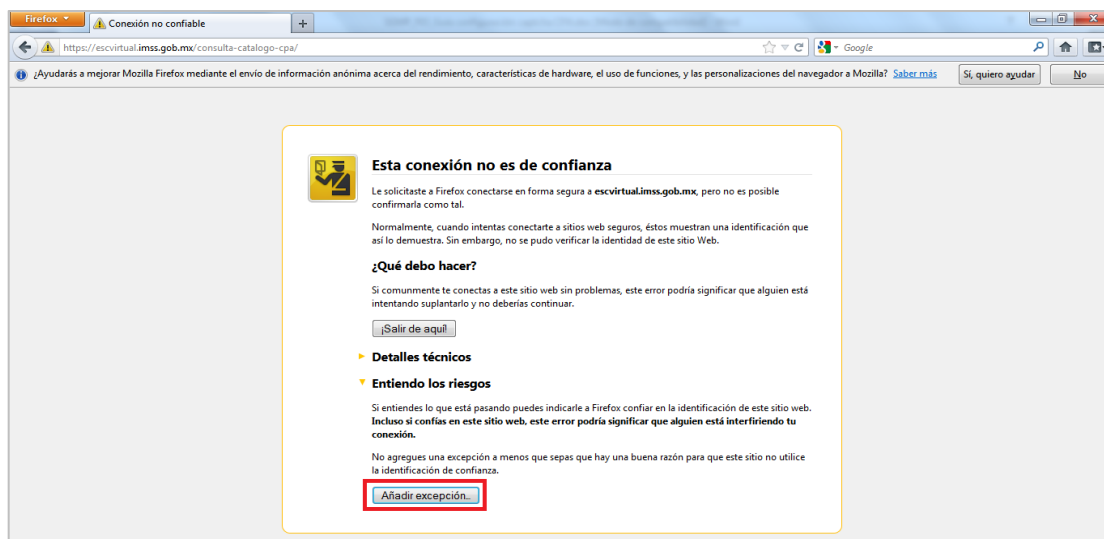 Firefox
Conexión no confiable
https://escvirtual.imss.gob.mx/consulta-catalogo-cpa/
Google
¿Ayudarás a mejorar Mozilla Firefox mediante el envío de información anónima acerca del rendimiento, características de hardware, el uso de funciones, y las personalizaciones del navegador a Mozilla? Saber más
Sí, quiero ayudar
No
Esta conexión no es de confianza
Le solicitaste a Firefox conectarse en forma segura a escvirtual.imss.gob.mx, pero no es posible
confirmarla como tal.
Normalmente, cuando intentas conectarte a sitios web seguros, éstos muestran una identificación que
así lo demuestra. Sin embargo, no se pudo verificar la identidad de este sitio Web.
¿Qué debo hacer?
Si comunmente te conectas a este sitio web sin problemas, este error podría significar que alguien está
intentando suplantarlo y no deberías continuar.
¡Salir de aquí!
Detalles técnicos
Entiendo los riesgos
Si entiendes lo que está pasando puedes indicarle a Firefox confiar en la identificación de este sitio web.
Incluso si confías en este sitio web, este error podría significar que alguien está interfiriendo tu
conexión.
No agregues una excepción a menos que sepas que hay una buena razón para que este sitio no utilice
la identificación de confianza.
Añadir excepción..